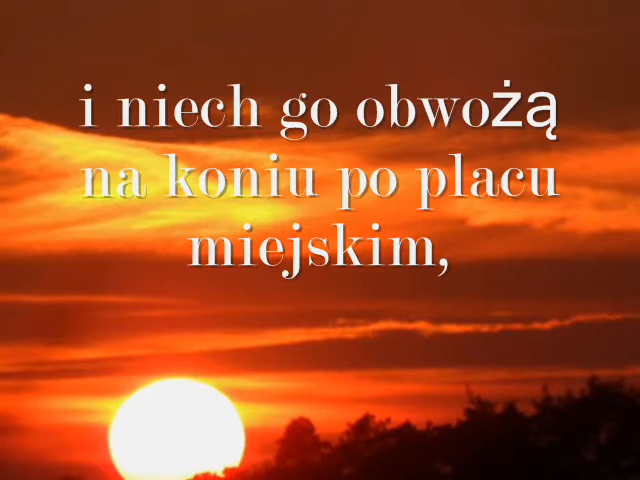 i niech go obwożą
na koniu po placu
miejskim,